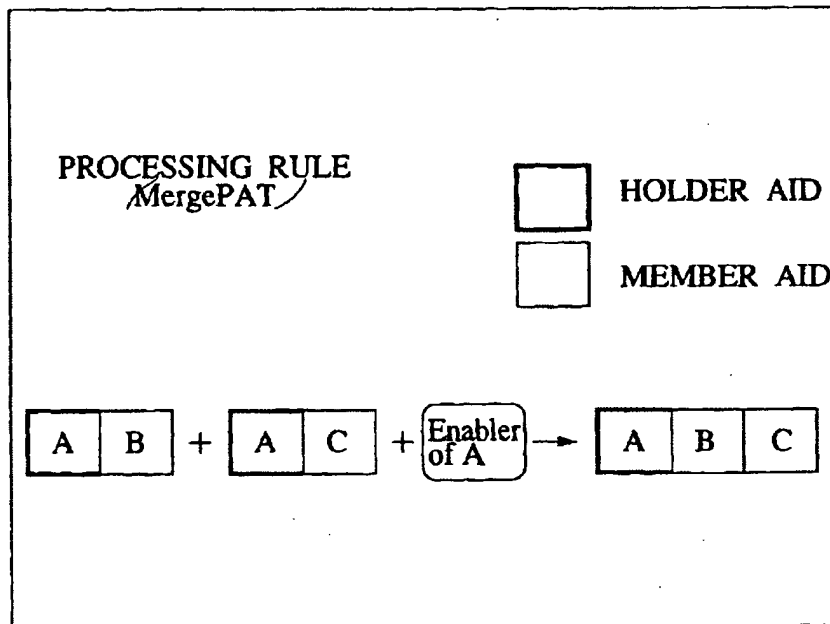 PROCESSING RULE
MergePAT
HOLDER AID
MEMBER AID
A B + A C + Enabler of A → A B C